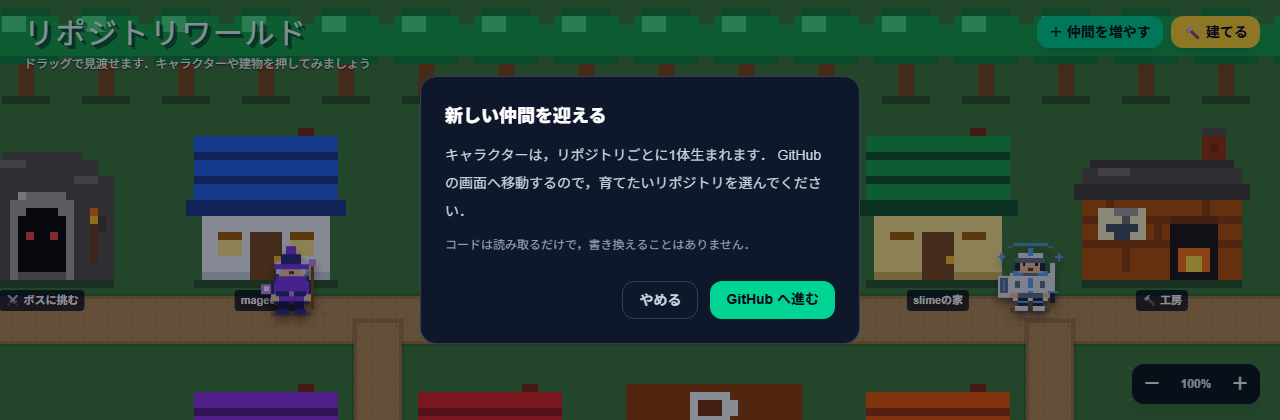 リポジトリワールド
ドラッグで見渡せます．キャラクターや建物を押してみましょう
＋ 仲間を増やす
建てる
新しい仲間を迎える
キャラクターは，リポジトリごとに1体生まれます． GitHub
の画面へ移動するので，育てたいリポジトリを選んでくださ
い．
コードは読み取るだけで，書き換えることはありません．
やめる
GitHub へ進む
ボスに挑む
mage
slimeの家
工房
− 100% +